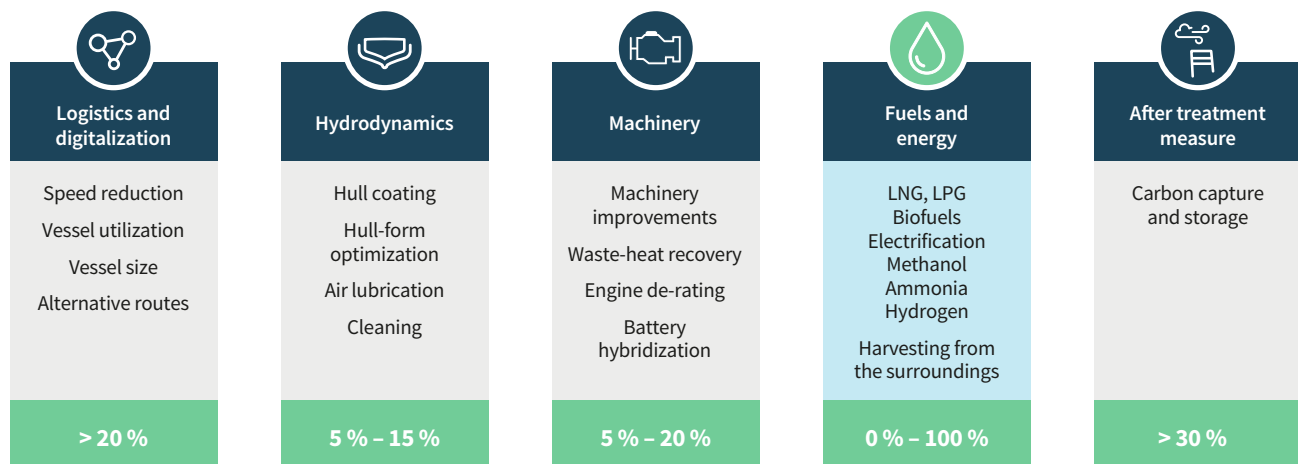 Logistics and
digitalization
Speed reduction
Vessel utilization
Vessel size
Alternative routes
> 20 %
Hydrodynamics
Hull coating
Hull-form
optimization
Air lubrication
Cleaning
5 % – 15 %
Machinery
Machinery
improvements
Waste-heat recovery
Engine de-rating
Battery
hybridization
5 % – 20 %
Fuels and
energy
LNG, LPG
Biofuels
Electrification
Methanol
Ammonia
Hydrogen
Harvesting from
the surroundings
0 % – 100 %
After treatment
measure
Carbon capture
and storage
> 30 %